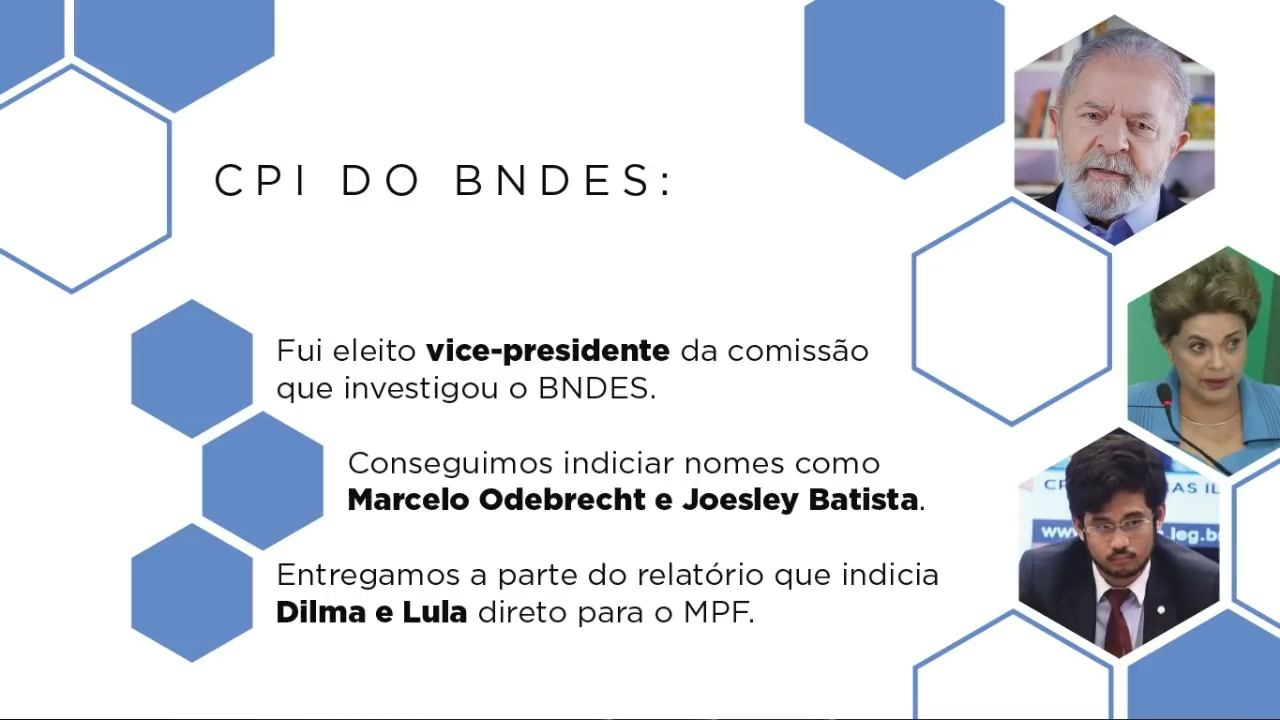 CPI DO BNDES:
Fui eleito vice-presidente da comissão
que investigou o BNDES.
Conseguimos indiciar nomes como
Marcelo Odebrecht e Joesley Batista.
Entregamos a parte do relatório que indicia
Dilma e Lula direto para o MPF.